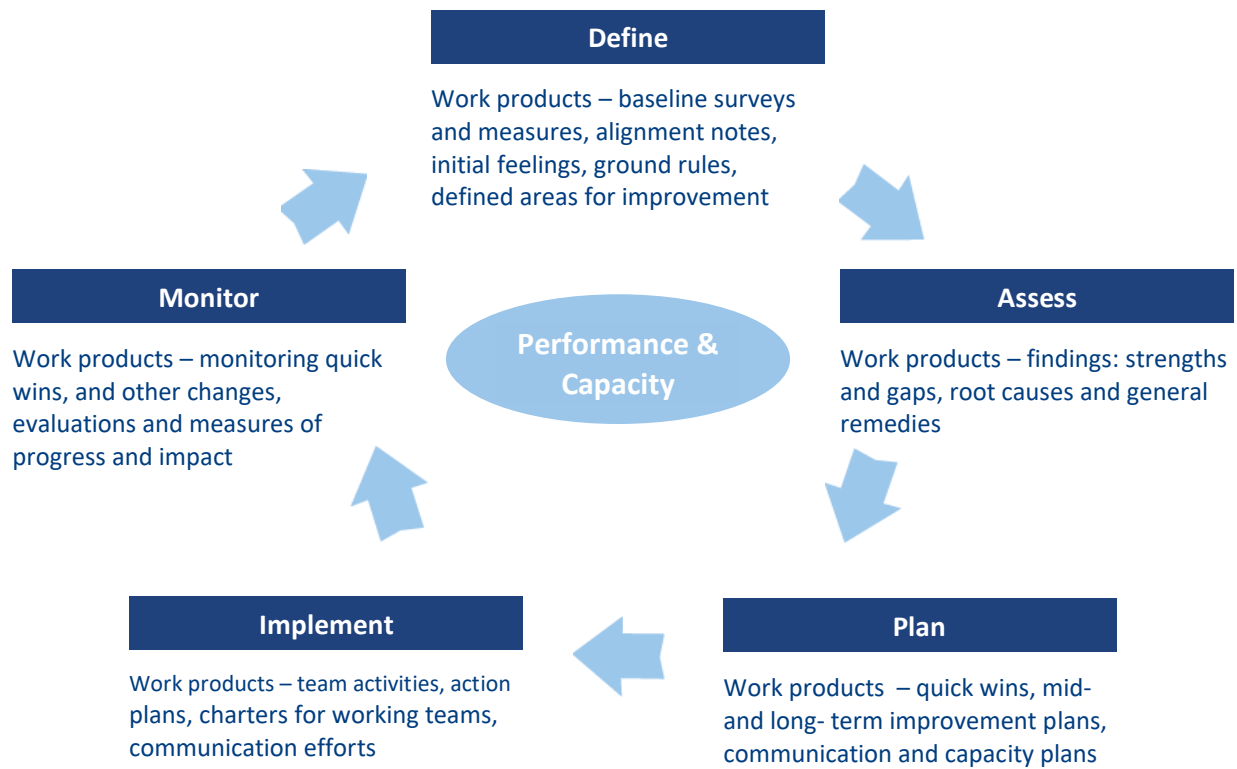 Define
Work products – baseline surveys
and measures, alignment notes,
initial feelings, ground rules,
defined areas for improvement
Monitor
Work products – monitoring quick
wins, and other changes,
evaluations and measures of
progress and impact
Performance &
Capacity
Assess
Work products – findings: strengths
and gaps, root causes and general
remedies
Implement
Work products – team activities, action
plans, charters for working teams,
communication efforts
Plan
Work products – quick wins, mid-
and long- term improvement plans,
communication and capacity plans